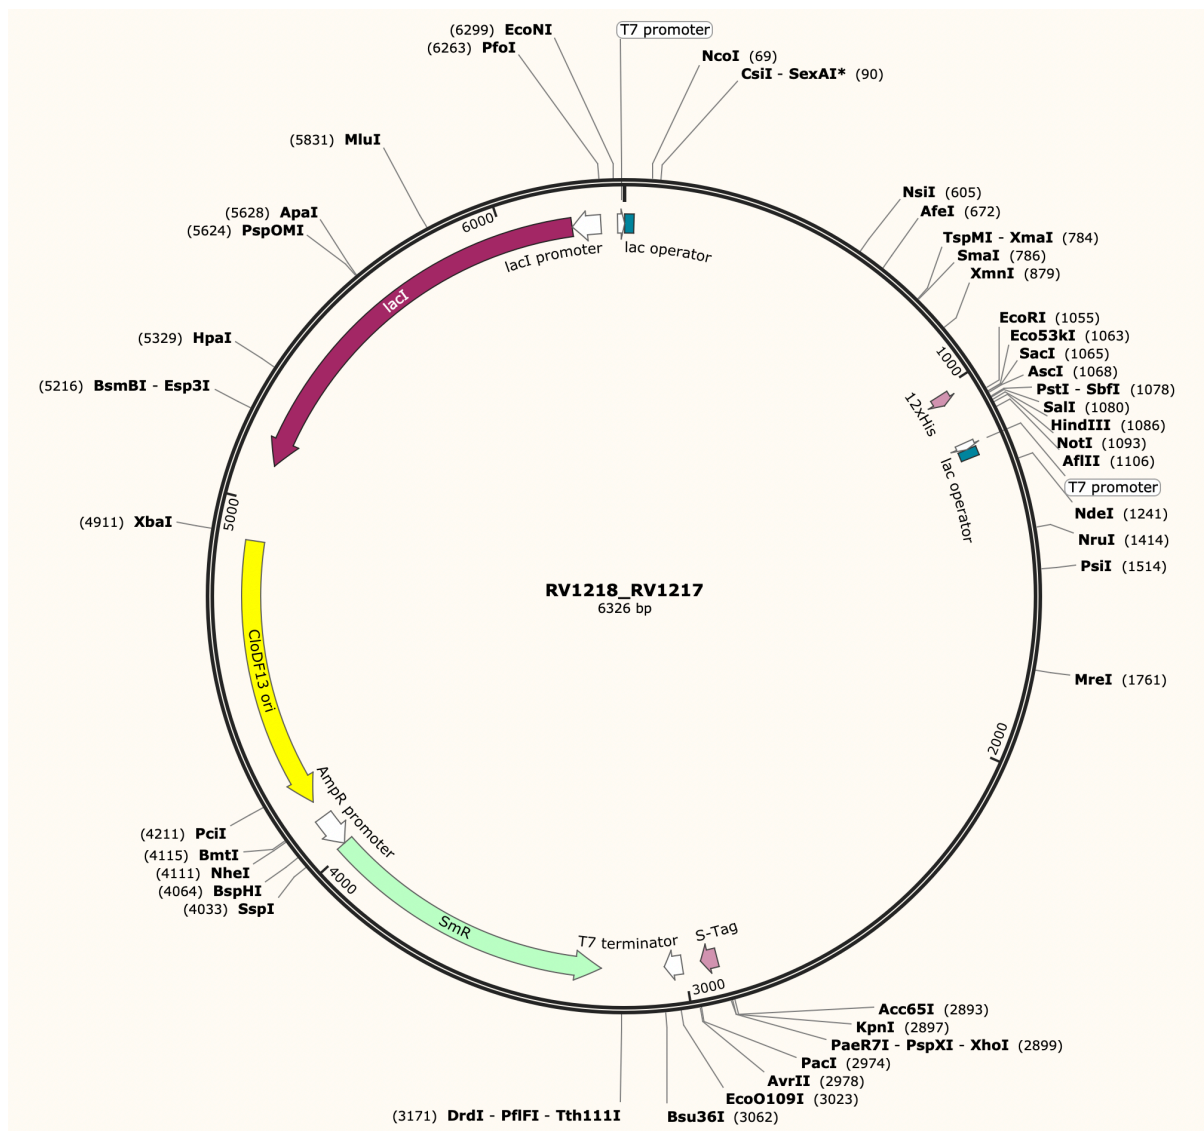 (6299) EcoNI
(6263) PfoI
T7 promoter
NcoI (69)
CsiI - SexAI* (90)
(5831) MluI
(5628) ApaI
(5624) PspOMI
(5329) HpaI
(5216) BsmBI - Esp3I
(4911) XbaI
(4211) PciI
(4115) BmtI
(4111) NheI
(4064) BspHI
(4033) SspI
NsiI (605)
AfeI (672)
TspMI - XmaI (784)
SmaI (786)
XmnI (879)
EcoRI (1055)
Eco53kI (1063)
SacI (1065)
AscI (1068)
PstI - SbfI (1078)
SalI (1080)
HindIII (1086)
NotI (1093)
AflII (1106)
T7 promoter
NdeI (1241)
NruI (1414)
PsiI (1514)
MreI (1761)
6000
lacI promoter
lac operator
lacI
1000
12xHis
lac operator
5000
RV1218_RV1217
6326 bp
CloDF13 ori
2000
AmpR promoter
4000
SmR
T7 terminator
S-Tag
3000
Acc65I (2893)
KpnI (2897)
PaeR7I - PspXI - XhoI (2899)
PacI (2974)
AvrII (2978)
EcoO109I (3023)
Bsu36I (3062)
(3171) DrdI - PflFI - Tth111I